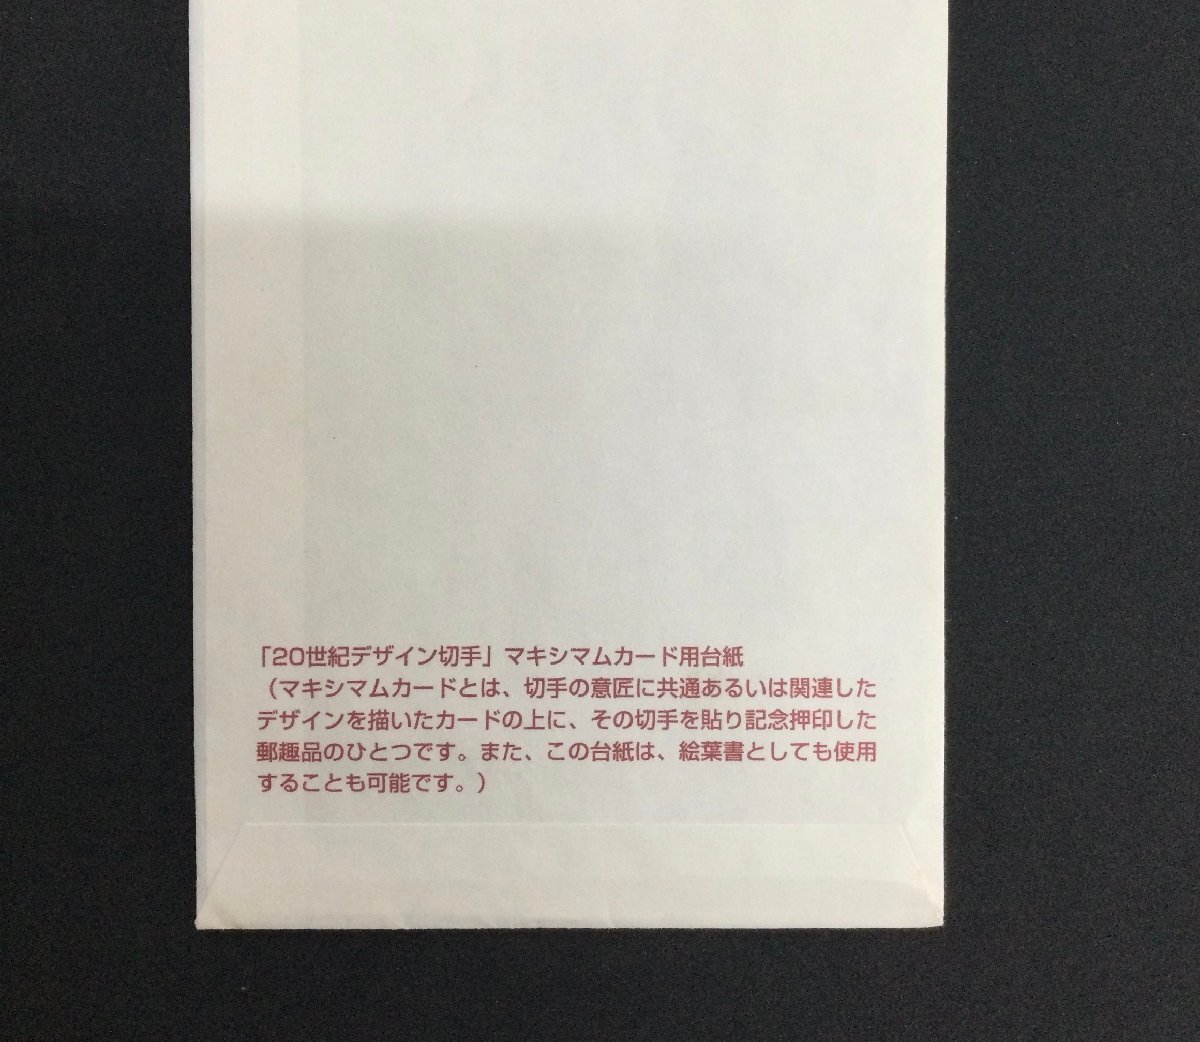 「20世紀デザイン切手」マキシマムカード用台紙
（マキシマムカードとは、切手の意匠に共通あるいは関連した
デザインを描いたカードの上に、その切手を貼り記念押印した
郵趣品のひとつです。また、この台紙は、絵葉書としても使用
することも可能です。）